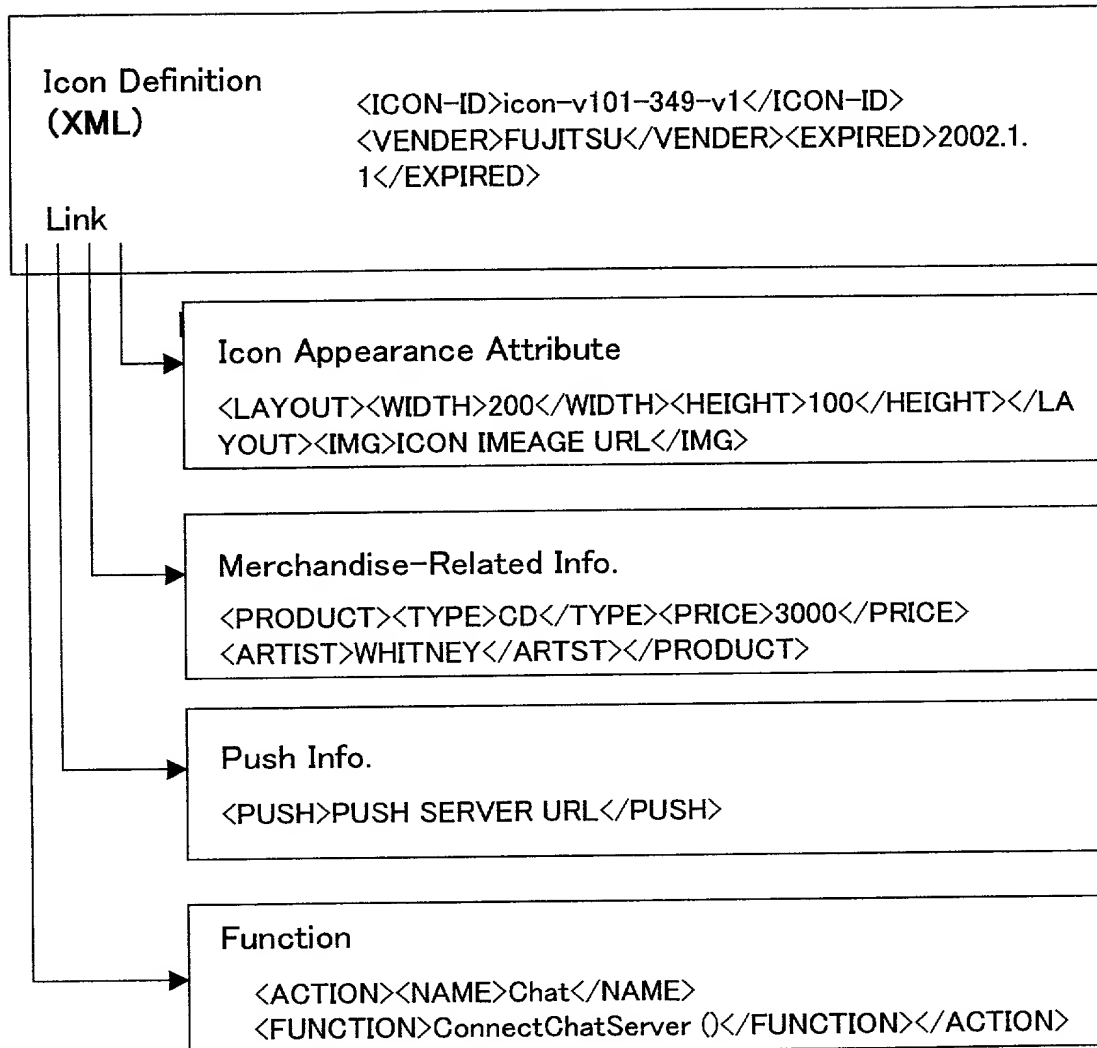 Icon Definition
(XML)
<ICON-ID>icon-v101-349-v1</ICON-ID>
<VENDER>FUJITSU</VENDER><EXPIRED>2002.1.
1</EXPIRED>
Link
Icon Appearance Attribute
<LAYOUT><WIDTH>200</WIDTH><HEIGHT>100</HEIGHT></LA
YOUT><IMG>ICON IMEAGE URL</IMG>
Merchandise-Related Info.
<PRODUCT><TYPE>CD</TYPE><PRICE>3000</PRICE>
<ARTIST>WHITNEY</ARTST></PRODUCT>
Push Info.
<PUSH>PUSH SERVER URL</PUSH>
Function
<ACTION><NAME>Chat</NAME>
<FUNCTION>ConnectChatServer ()</FUNCTION></ACTION>